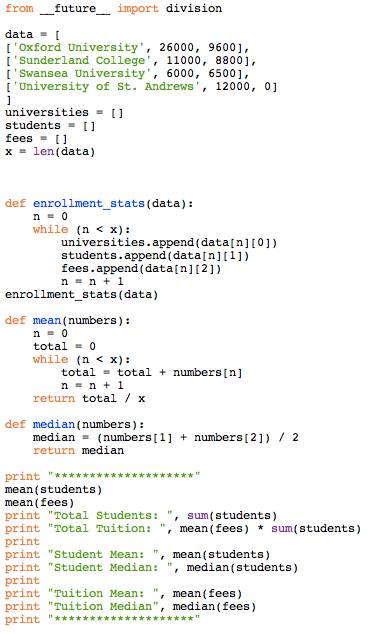 from __future__ import division
data = [
['Oxford University', 26000, 9600],
['Sunderland College', 11000, 8800],
['Swansea University', 6000, 6500],
['University of St. Andrews', 12000, 0]
]
universities = []
students = []
fees = []
x = len(data)
def enrollment_stats(data):
    n = 0
    while (n < x):
        universities.append(data[n][0])
        students.append(data[n][1])
        fees.append(data[n][2])
        n = n + 1
enrollment_stats(data)
def mean(numbers):
    n = 0
    total = 0
    while (n < x):
        total = total + numbers[n]
        n = n + 1
    return total / x
def median(numbers):
    median = (numbers[1] + numbers[2]) / 2
    return median
print "********************"
mean(students)
mean(fees)
print "Total Students: ", sum(students)
print "Total Tuition: ", mean(fees) * sum(students)
print
print "Student Mean: ", mean(students)
print "Student Median: ", median(students)
print
print "Tuition Mean: ", mean(fees)
print "Tuition Median", median(fees)
print "********************"